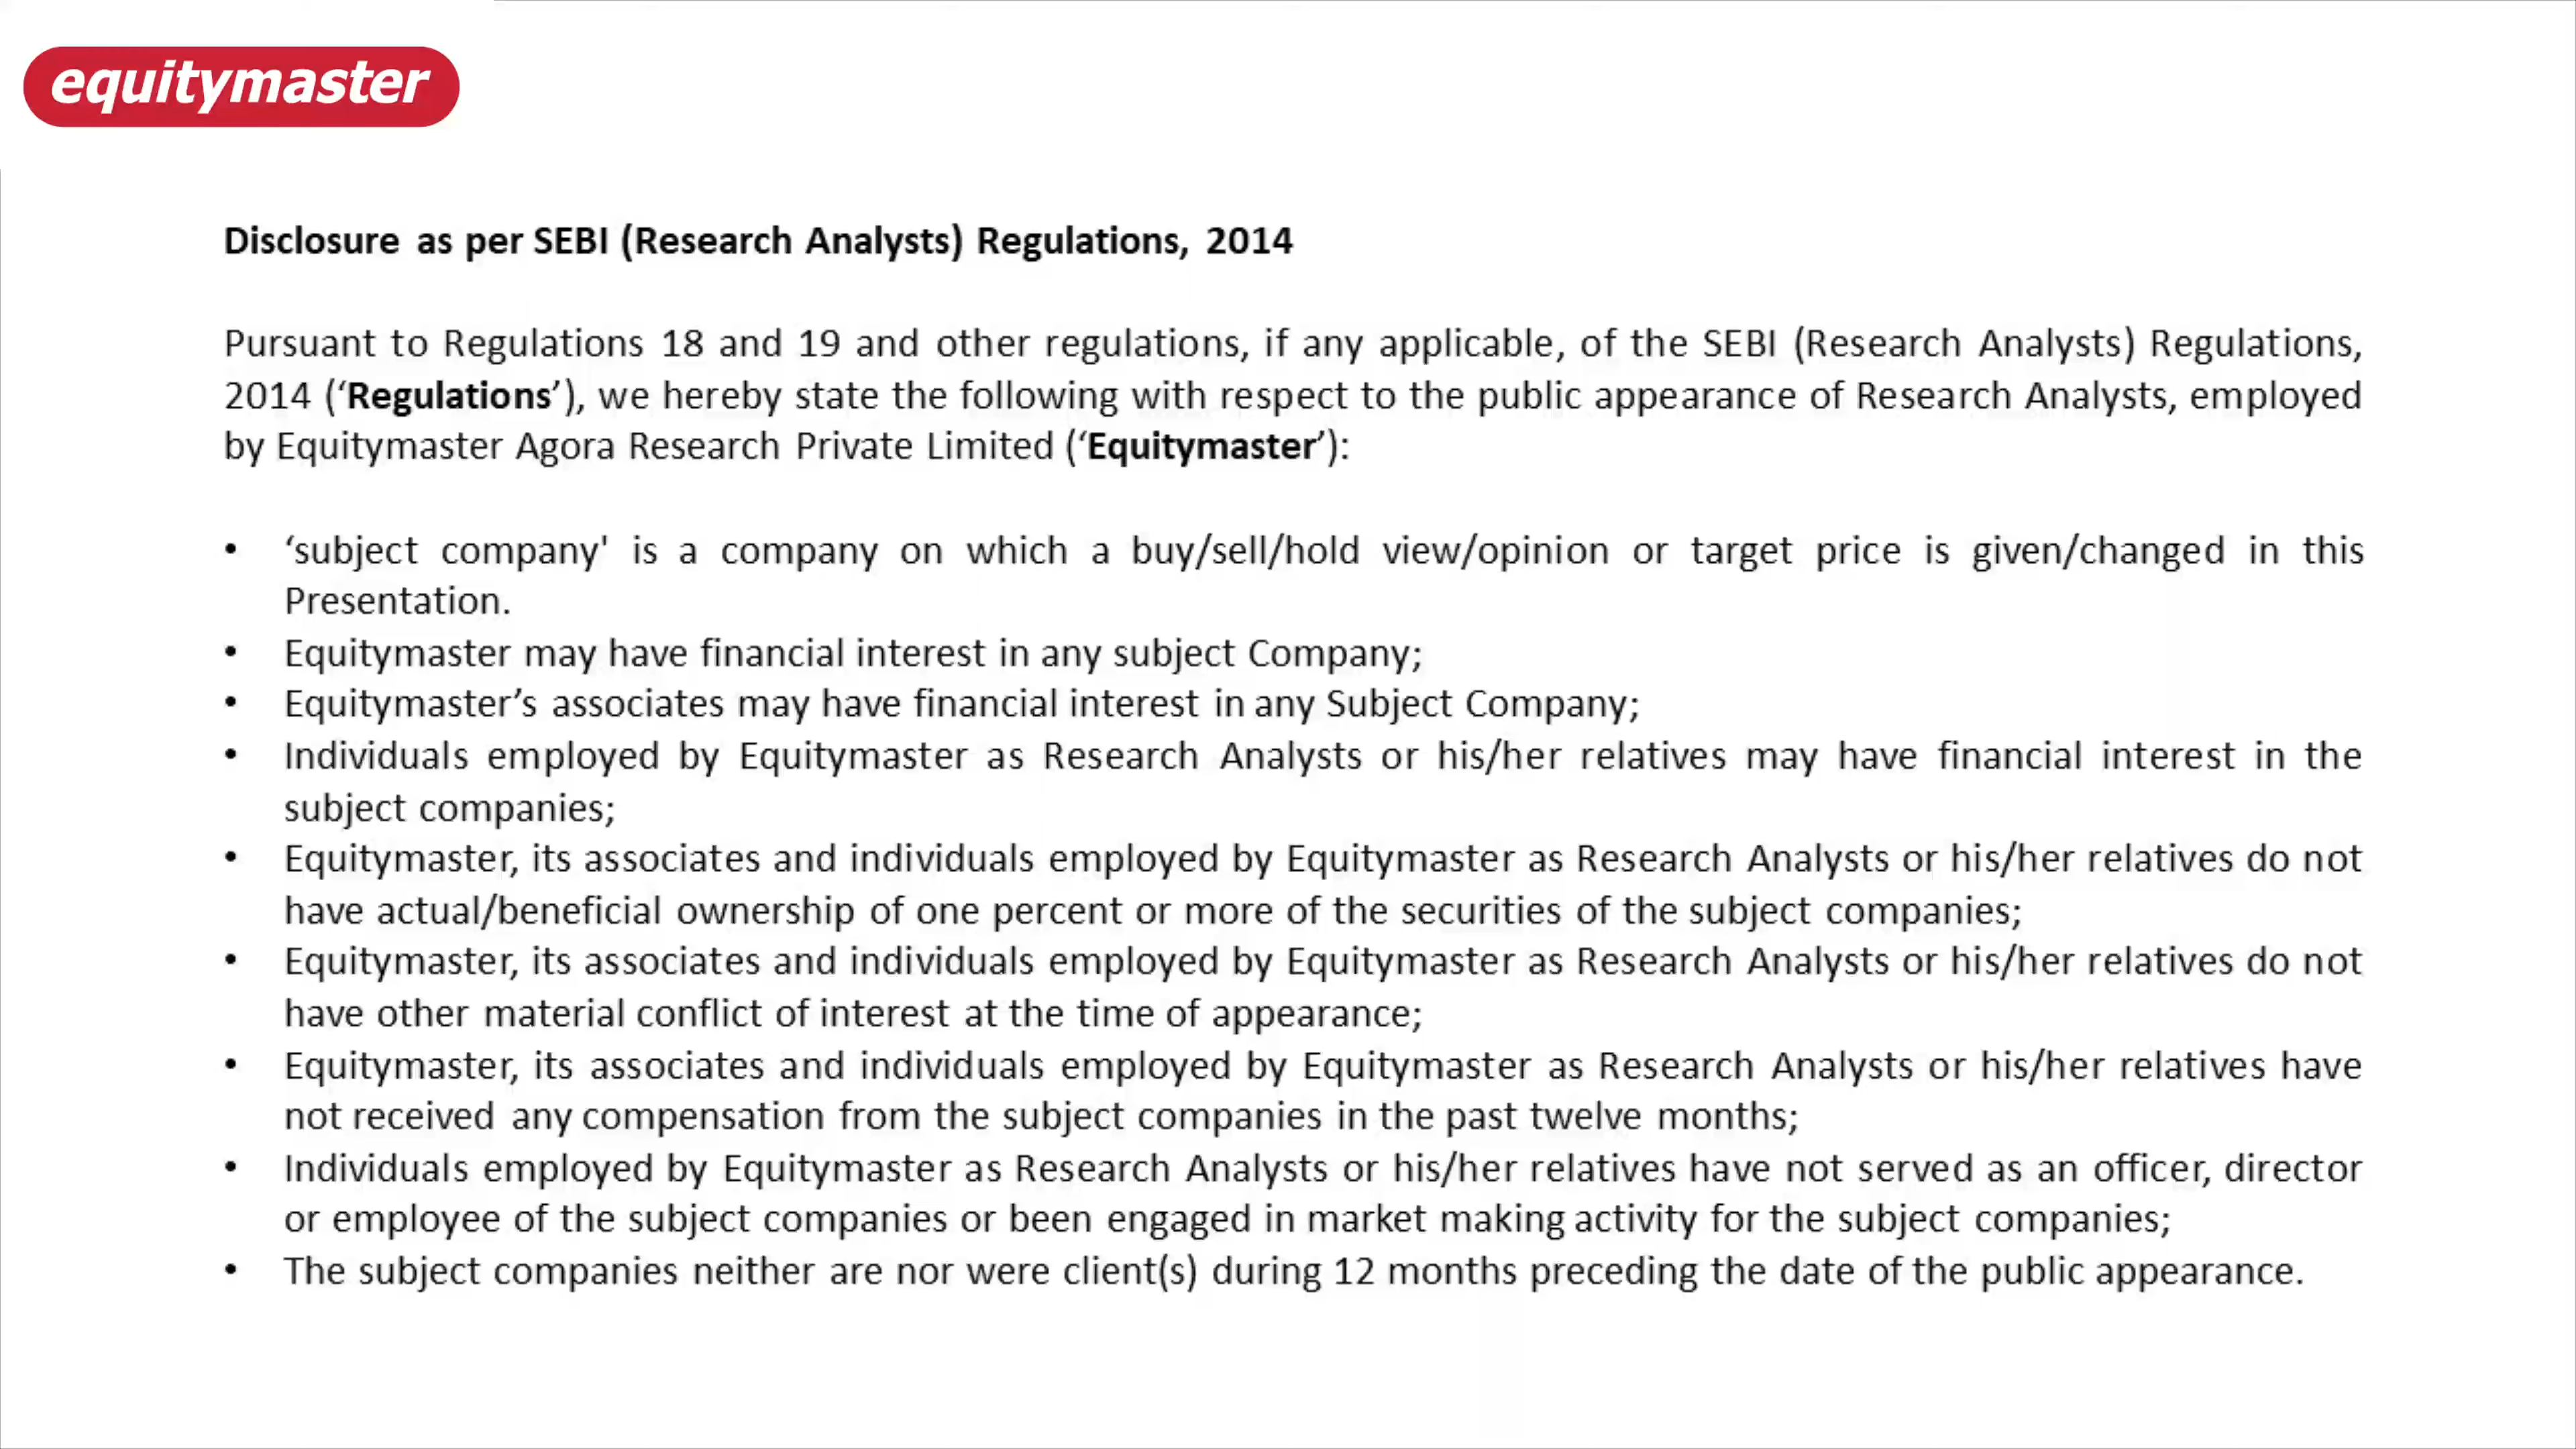 equitymaster
Disclosure as per SEBI (Research Analysts) Regulations, 2014
Pursuant to Regulations 18 and 19 and other regulations, if any applicable, of the SEBI (Research Analysts) Regulations,
2014 (‘Regulations’), we hereby state the following with respect to the public appearance of Research Analysts, employed
by Equitymaster Agora Research Private Limited (‘Equitymaster’):
• ‘subject company' is a company on which a buy/sell/hold view/opinion or target price is given/changed in this
Presentation.
• Equitymaster may have financial interest in any subject Company;
• Equitymaster’s associates may have financial interest in any Subject Company;
• Individuals employed by Equitymaster as Research Analysts or his/her relatives may have financial interest in the
subject companies;
• Equitymaster, its associates and individuals employed by Equitymaster as Research Analysts or his/her relatives do not
have actual/beneficial ownership of one percent or more of the securities of the subject companies;
• Equitymaster, its associates and individuals employed by Equitymaster as Research Analysts or his/her relatives do not
have other material conflict of interest at the time of appearance;
• Equitymaster, its associates and individuals employed by Equitymaster as Research Analysts or his/her relatives have
not received any compensation from the subject companies in the past twelve months;
• Individuals employed by Equitymaster as Research Analysts or his/her relatives have not served as an officer, director
or employee of the subject companies or been engaged in market making activity for the subject companies;
• The subject companies neither are nor were client(s) during 12 months preceding the date of the public appearance.